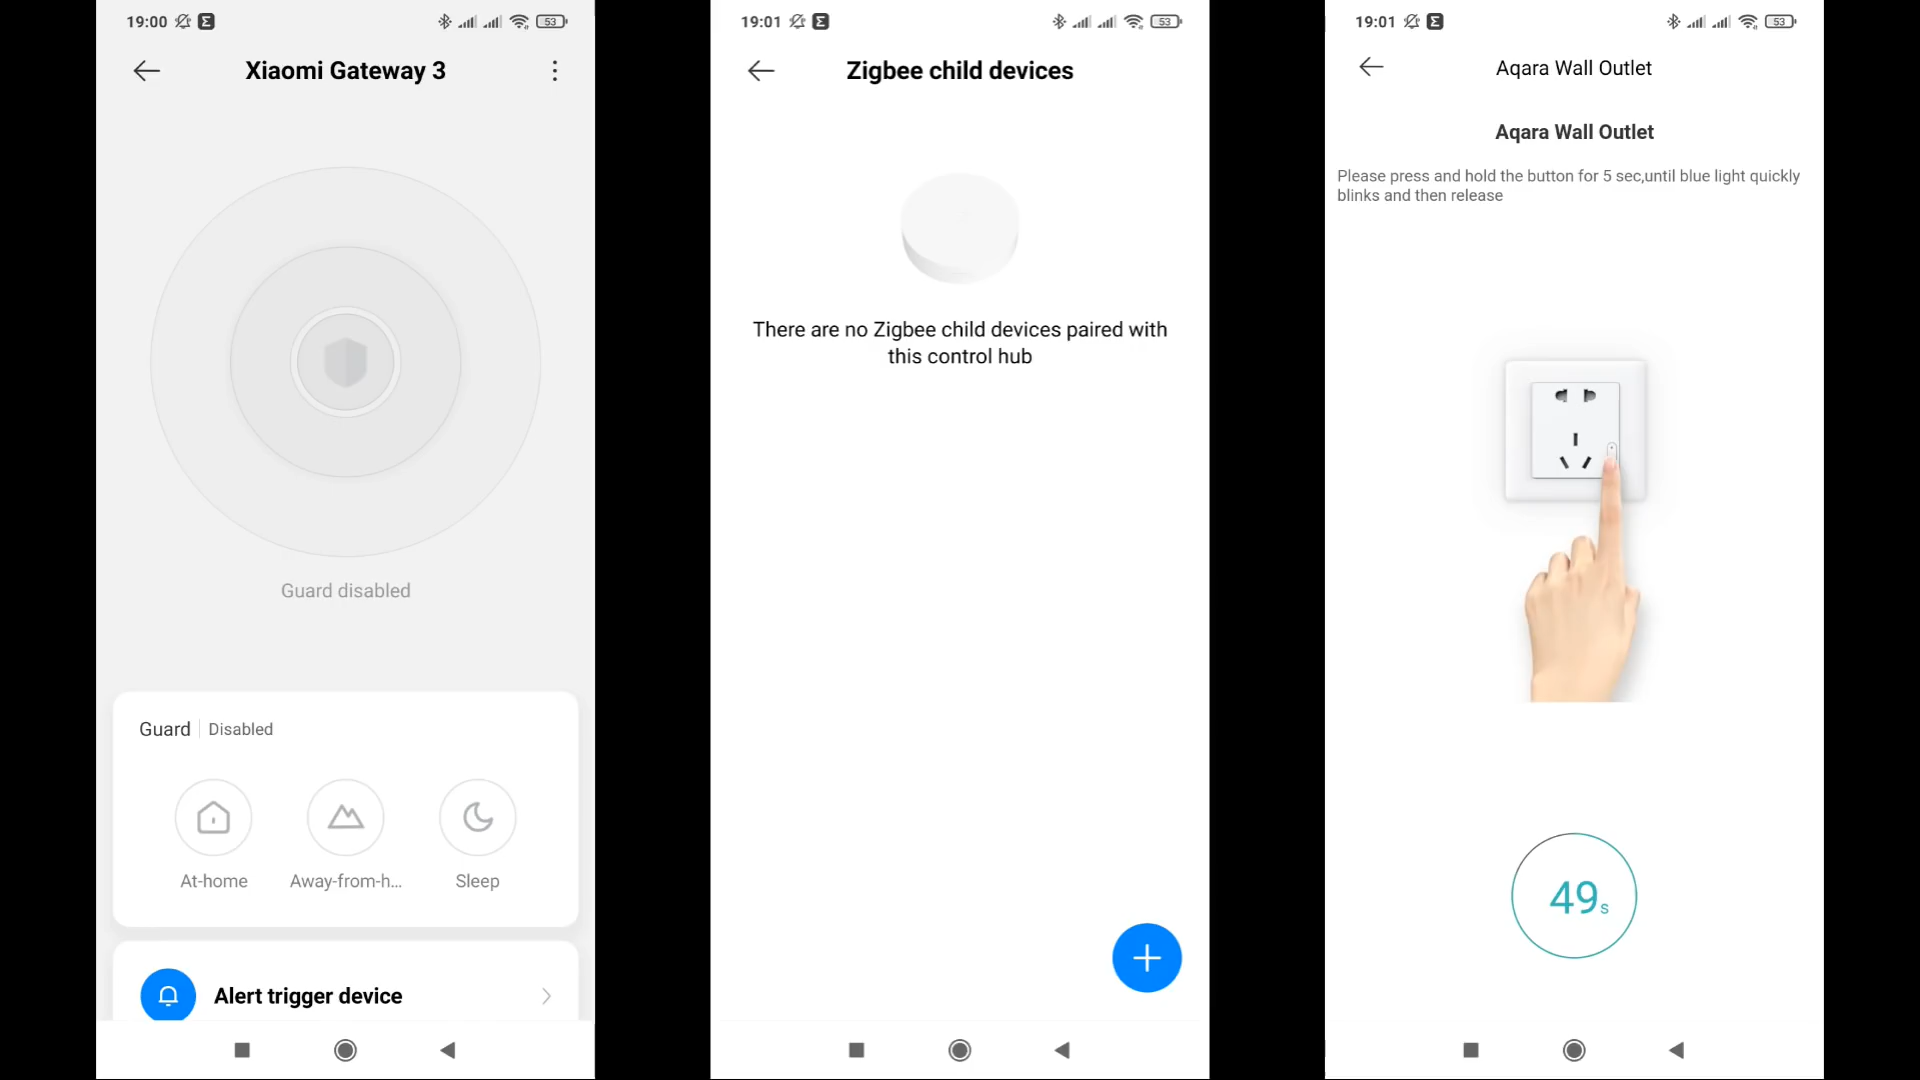 19:00
53
Xiaomi Gateway 3
Guard disabled
Guard Disabled
At-home
Away-from-h...
Sleep
Alert trigger device
19:01
53
Zigbee child devices
There are no Zigbee child devices paired with
this control hub
19:01
53
Aqara Wall Outlet
Aqara Wall Outlet
Please press and hold the button for 5 sec,until blue light quickly
blinks and then release
49s